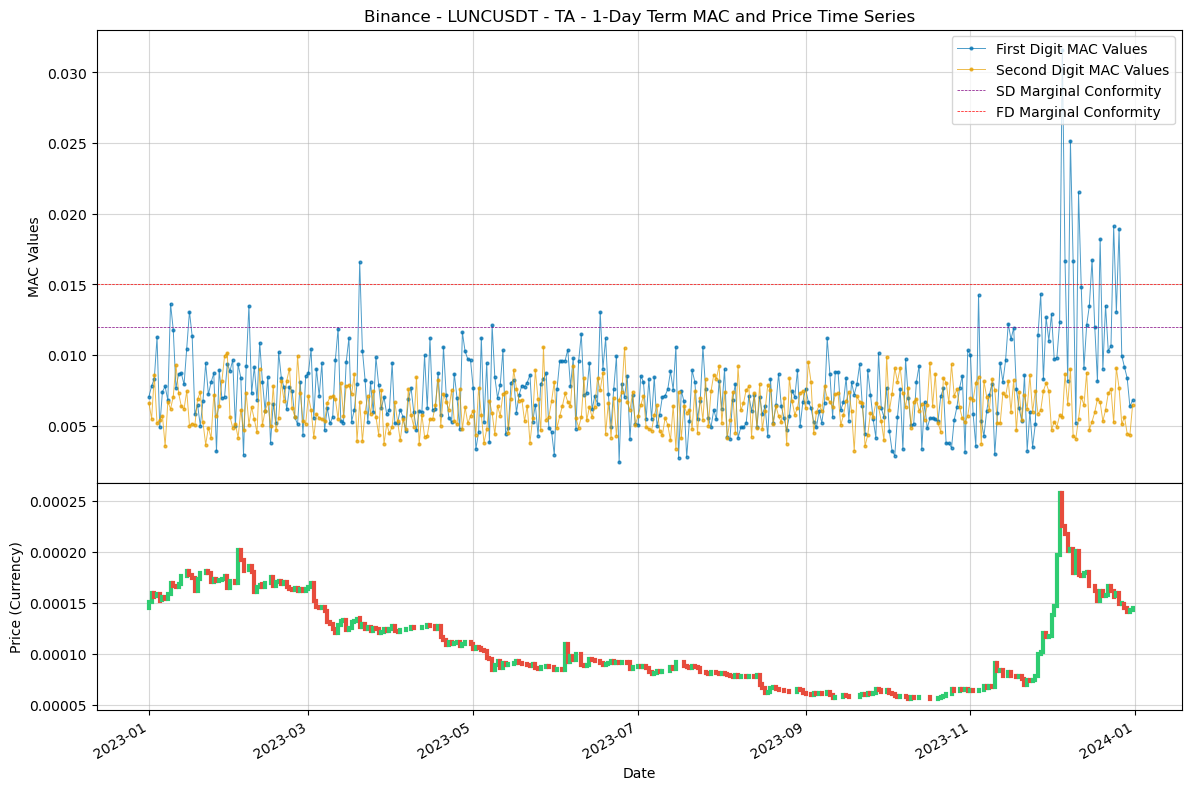 Binance - LUNCUSDT - TA - 1-Day Term MAC and Price Time Series
First Digit MAC Values
Second Digit MAC Values
SD Marginal Conformity
FD Marginal Conformity
MAC Values
0.030
0.025
0.020
0.015
0.010
0.005
Price (Currency)
0.00025
0.00020
0.00015
0.00010
0.00005
2023-01
2023-03
2023-05
2023-07
2023-09
2023-11
2024-01
Date